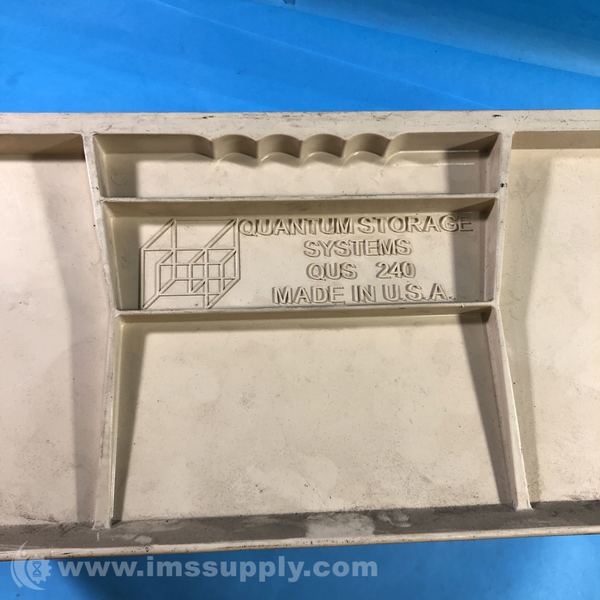 QUANTUM STORAGE
SYSTEMS
QUS 240
MADE IN U.S.A.
www.imssupply.com